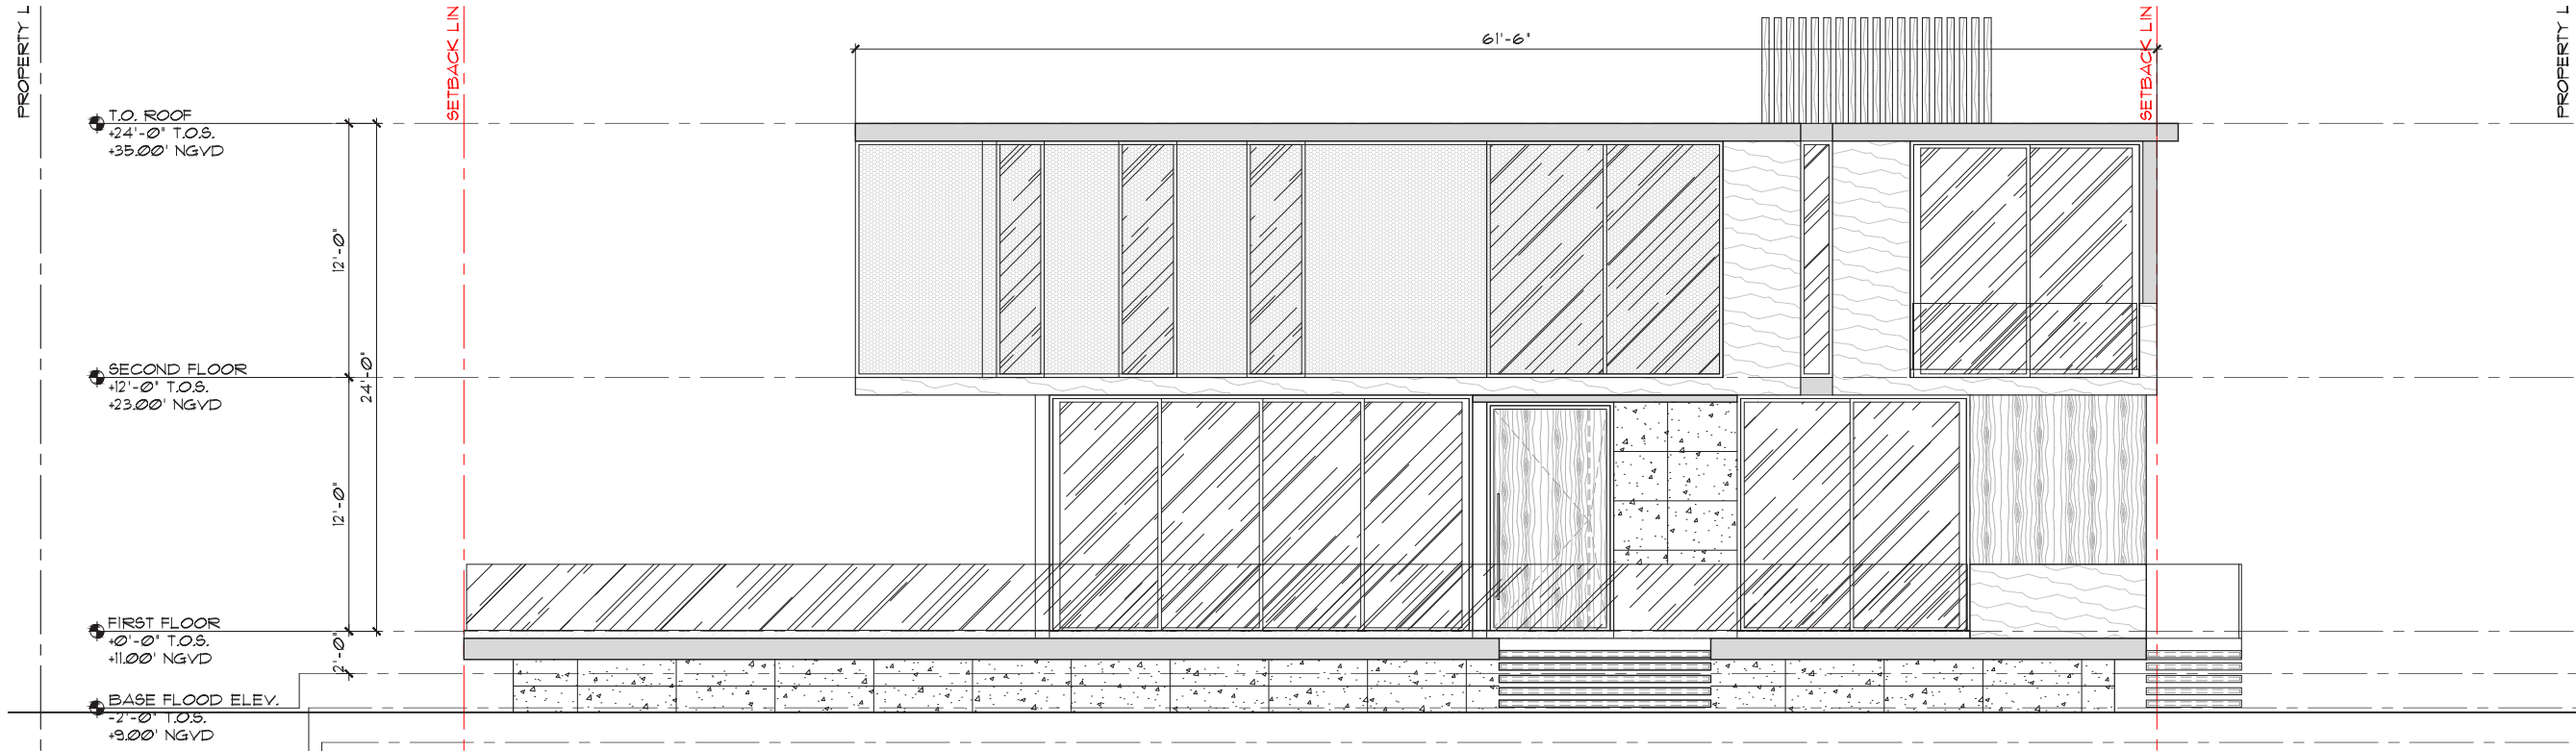 PROPERTY L
SETBACK LIN
61'-6"
SETBACK LIN
PROPERTY L
T.O. ROOF
+24'-0" T.O.S.
+35.00' NGVD
12'-0"
24'-0"
SECOND FLOOR
+12'-0" T.O.S.
+23.00' NGVD
12'-0"
FIRST FLOOR
+0'-0" T.O.S.
+11.00' NGVD
2'-0"
BASE FLOOD ELEV.
-2'-0" T.O.S.
+9.00' NGVD